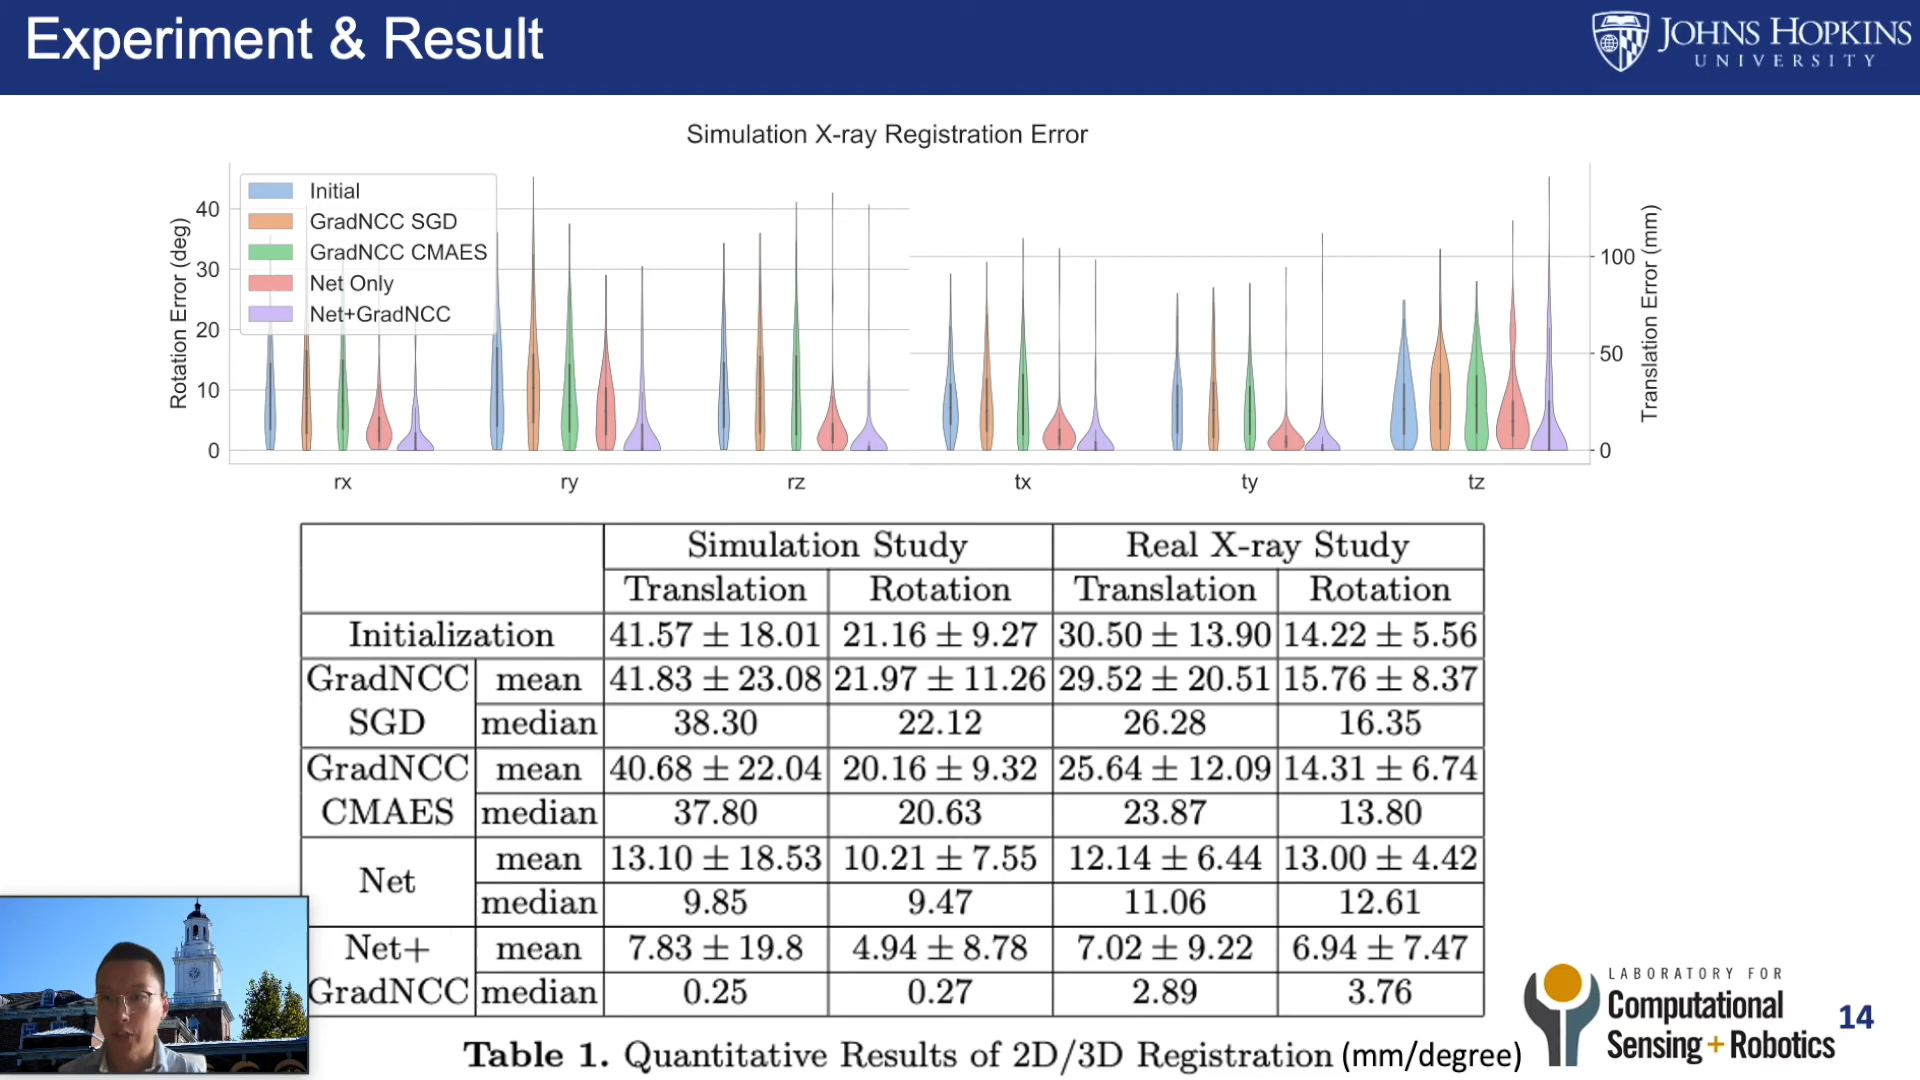 Experiment & Result
JOHNS HOPKINS
UNIVERSITY
Simulation X-ray Registration Error
Initial
GradNCC SGD
GradNCC CMAES
Net Only
Net+GradNCC
Rotation Error (deg)
40
30
20
10
0
100
50
0
Translation Error (mm)
rx ry rz tx ty tz
Simulation Study Real X-ray Study
Translation Rotation Translation Rotation
Initialization 41.57 ± 18.01 21.16 ± 9.27 30.50 ± 13.90 14.22 ± 5.56
GradNCC SGD mean 41.83 ± 23.08 21.97 ± 11.26 29.52 ± 20.51 15.76 ± 8.37
median 38.30 22.12 26.28 16.35
GradNCC CMAES mean 40.68 ± 22.04 20.16 ± 9.32 25.64 ± 12.09 14.31 ± 6.74
median 37.80 20.63 23.87 13.80
Net mean 13.10 ± 18.53 10.21 ± 7.55 12.14 ± 6.44 13.00 ± 4.42
median 9.85 9.47 11.06 12.61
Net+ GradNCC mean 7.83 ± 19.8 4.94 ± 8.78 7.02 ± 9.22 6.94 ± 7.47
median 0.25 0.27 2.89 3.76
Table 1. Quantitative Results of 2D/3D Registration (mm/degree)
LABORATORY FOR
Computational
Sensing + Robotics
14